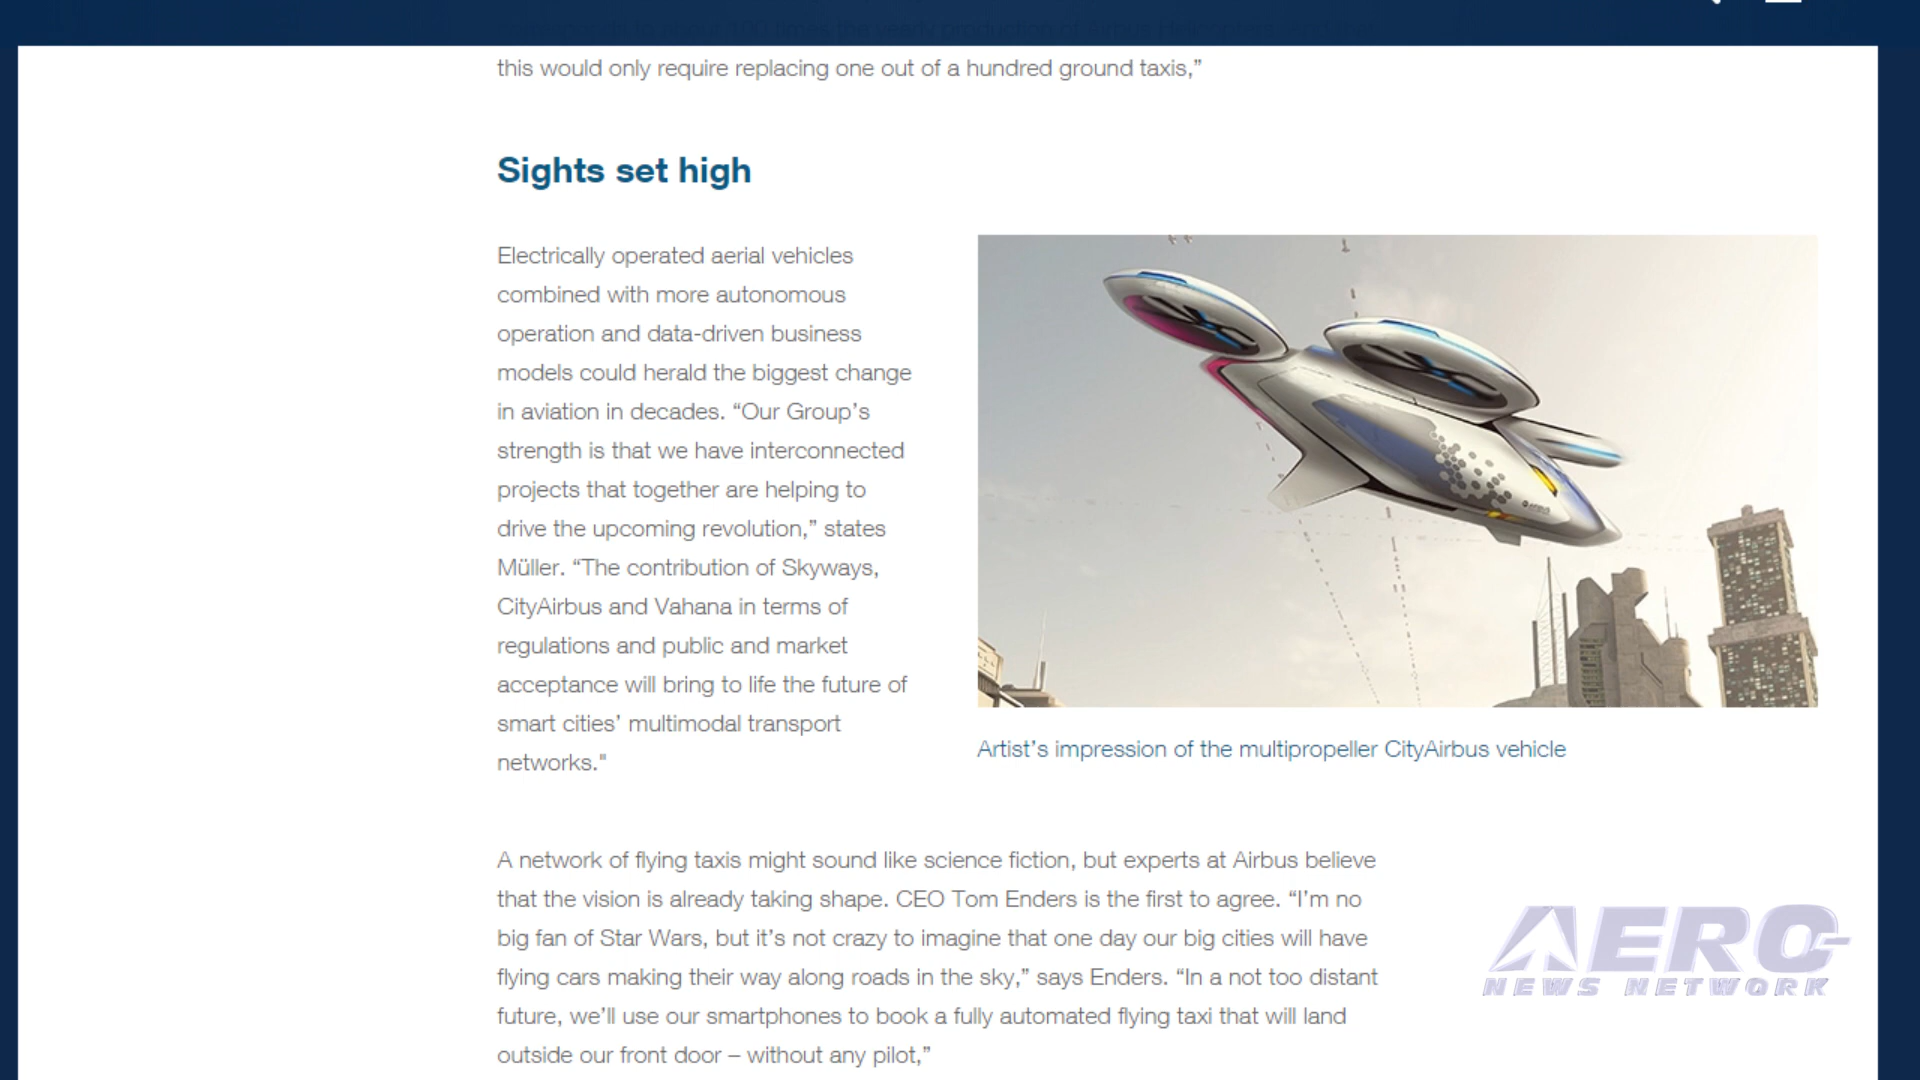 this would only require replacing one out of a hundred ground taxis,”
Sights set high
Electrically operated aerial vehicles
combined with more autonomous
operation and data-driven business
models could herald the biggest change
in aviation in decades. “Our Group’s
strength is that we have interconnected
projects that together are helping to
drive the upcoming revolution,” states
Müller. “The contribution of Skyways,
CityAirbus and Vahana in terms of
regulations and public and market
acceptance will bring to life the future of
smart cities’ multimodal transport
networks."
Artist’s impression of the multipropeller CityAirbus vehicle
A network of flying taxis might sound like science fiction, but experts at Airbus believe
that the vision is already taking shape. CEO Tom Enders is the first to agree. “I’m no
big fan of Star Wars, but it’s not crazy to imagine that one day our big cities will have
flying cars making their way along roads in the sky,” says Enders. “In a not too distant
future, we’ll use our smartphones to book a fully automated flying taxi that will land
outside our front door – without any pilot,”
AERO-
NEWS NETWORK